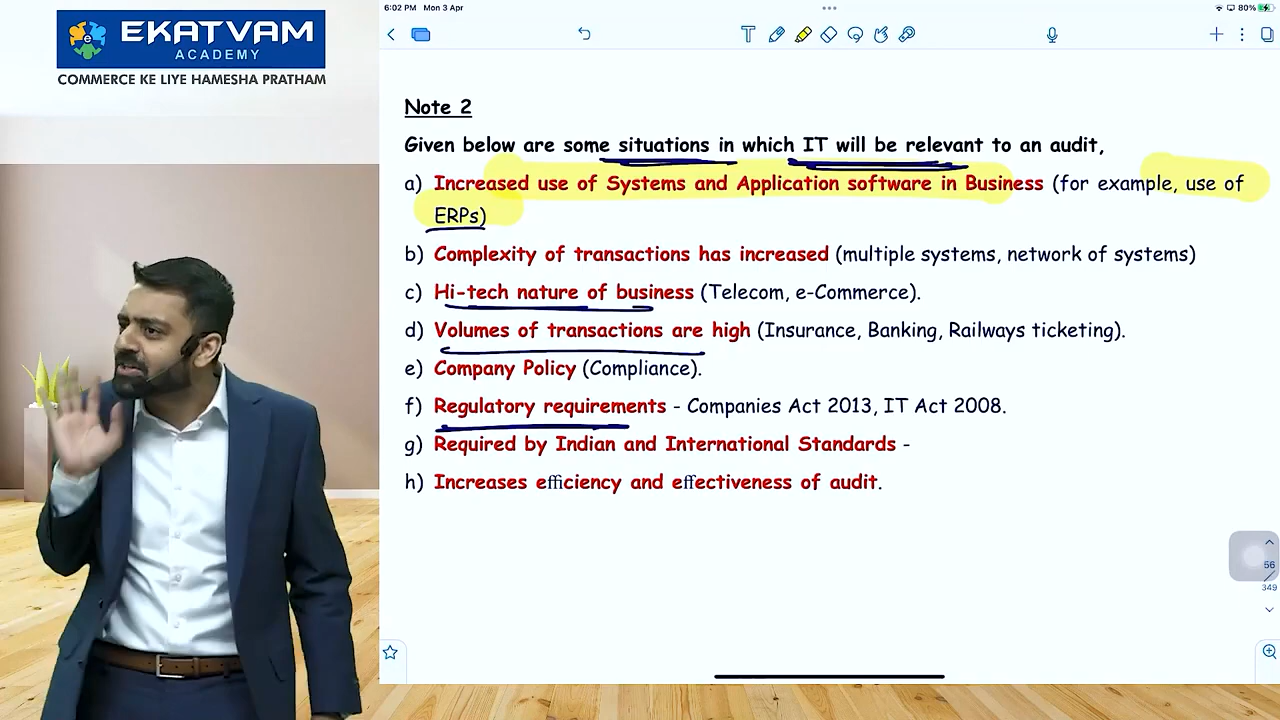 EKATVAM
ACADEMY
COMMERCE KE LIYE HAMESHA PRATHAM
6:02 PM Mon 3 Apr
80%
Note 2
Given below are some situations in which IT will be relevant to an audit,
a) Increased use of Systems and Application software in Business (for example, use of
ERPs)
b) Complexity of transactions has increased (multiple systems, network of systems)
c) Hi-tech nature of business (Telecom, e-Commerce).
d) Volumes of transactions are high (Insurance, Banking, Railways ticketing).
e) Company Policy (Compliance).
f) Regulatory requirements - Companies Act 2013, IT Act 2008.
g) Required by Indian and International Standards -
h) Increases efficiency and effectiveness of audit.
56
349